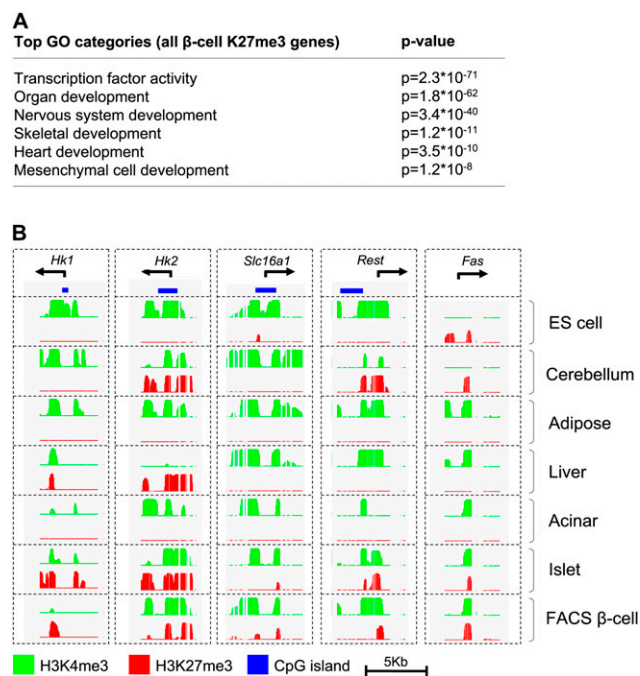 A
Top GO categories (all β-cell K27me3 genes) p-value
Transcription factor activity p=2.3*10-71
Organ development p=1.8*10-62
Nervous system development p=3.4*10-40
Skeletal development p=1.2*10-11
Heart development p=3.5*10-10
Mesenchymal cell development p=1.2*10-8
B
Hk1 Hk2 Slc16a1 Rest Fas
ES cell
Cerebellum
Adipose
Liver
Acinar
Islet
FACS β-cell
H3K4me3 H3K27me3 CpG island 5Kb